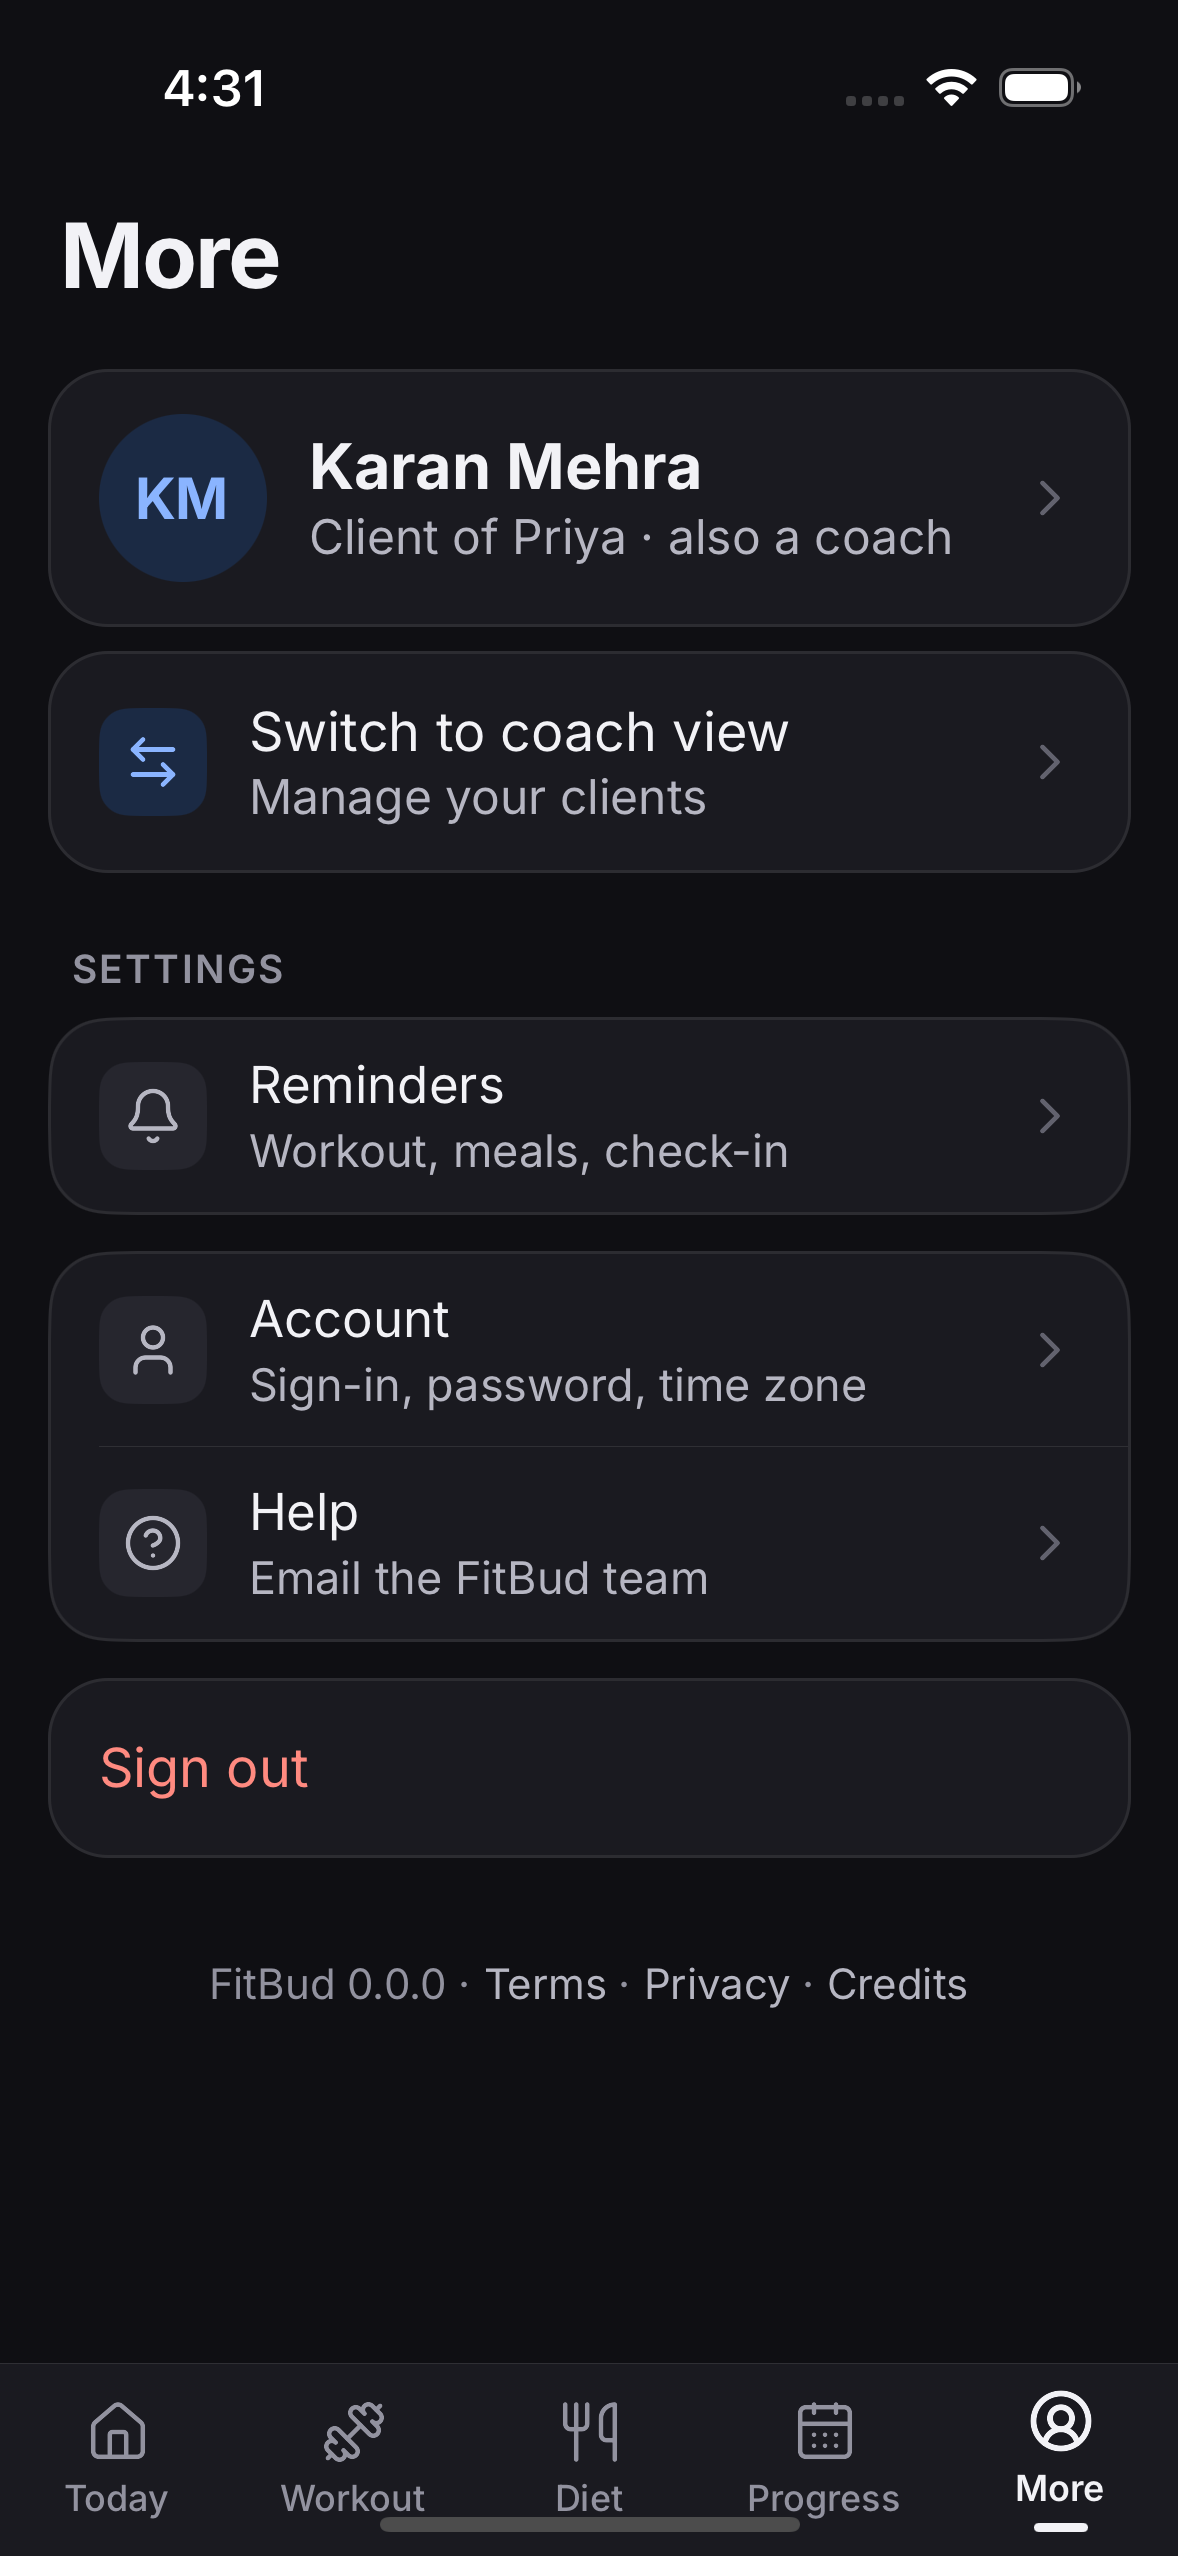 4:31
More
KM
Karan Mehra
Client of Priya · also a coach
Switch to coach view
Manage your clients
SETTINGS
Reminders
Workout, meals, check-in
Account
Sign-in, password, time zone
Help
Email the FitBud team
Sign out
FitBud 0.0.0 · Terms · Privacy · Credits
Today
Workout
Diet
Progress
More